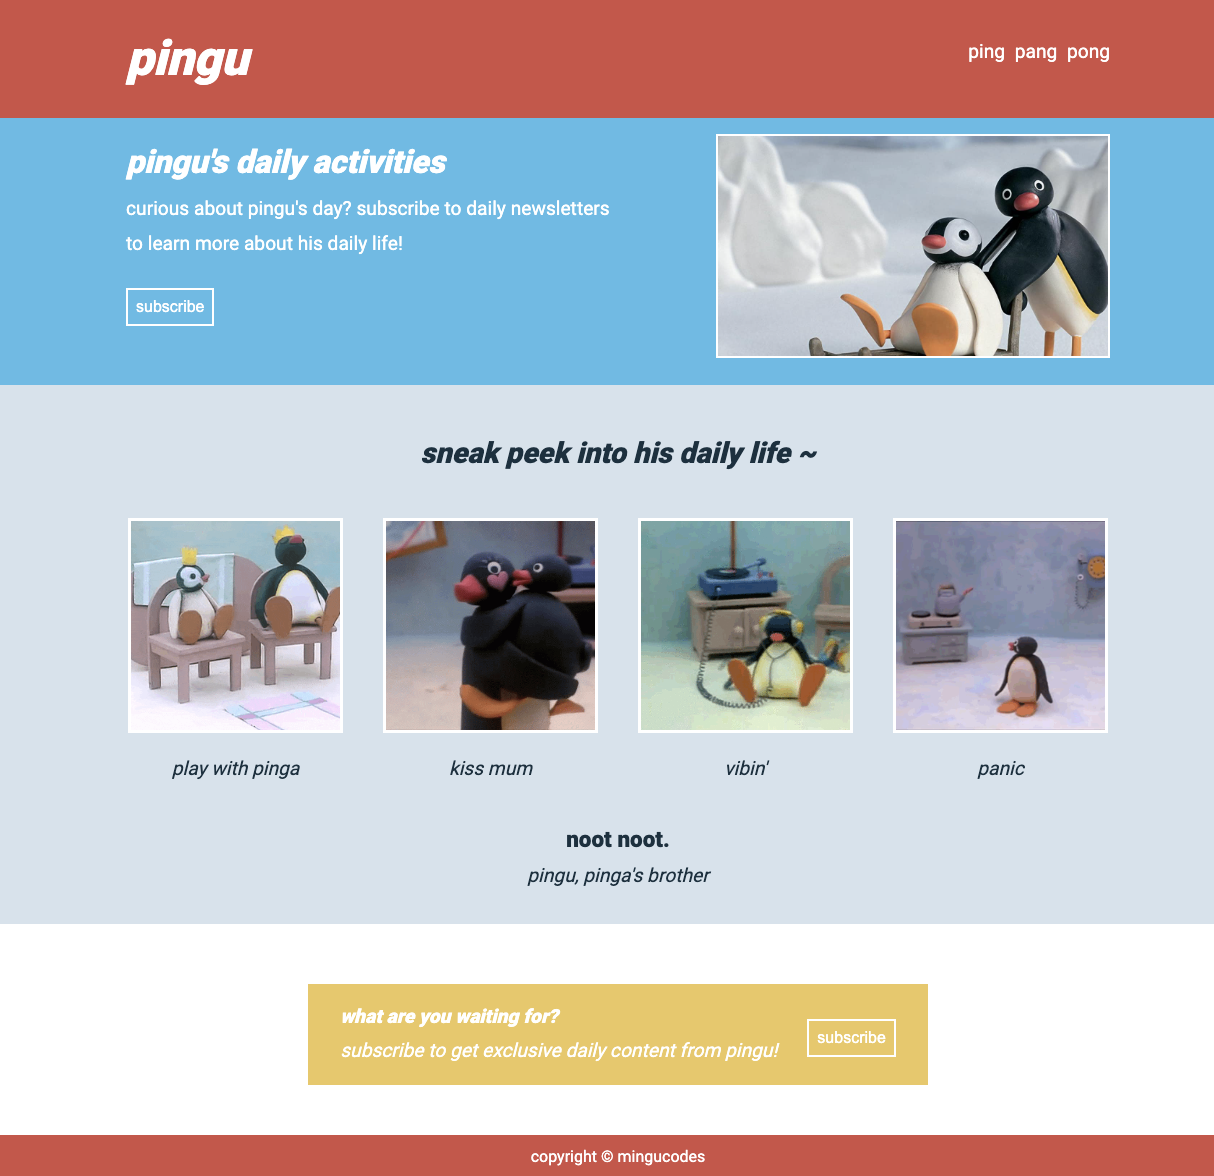 pingu
ping pang pong
pingu's daily activities
curious about pingu's day? subscribe to daily newsletters
to learn more about his daily life!
subscribe
sneak peek into his daily life ~
play with pinga
kiss mum
vibin'
panic
noot noot.
pingu, pinga's brother
what are you waiting for?
subscribe to get exclusive daily content from pingu!
subscribe
copyright © mingucodes